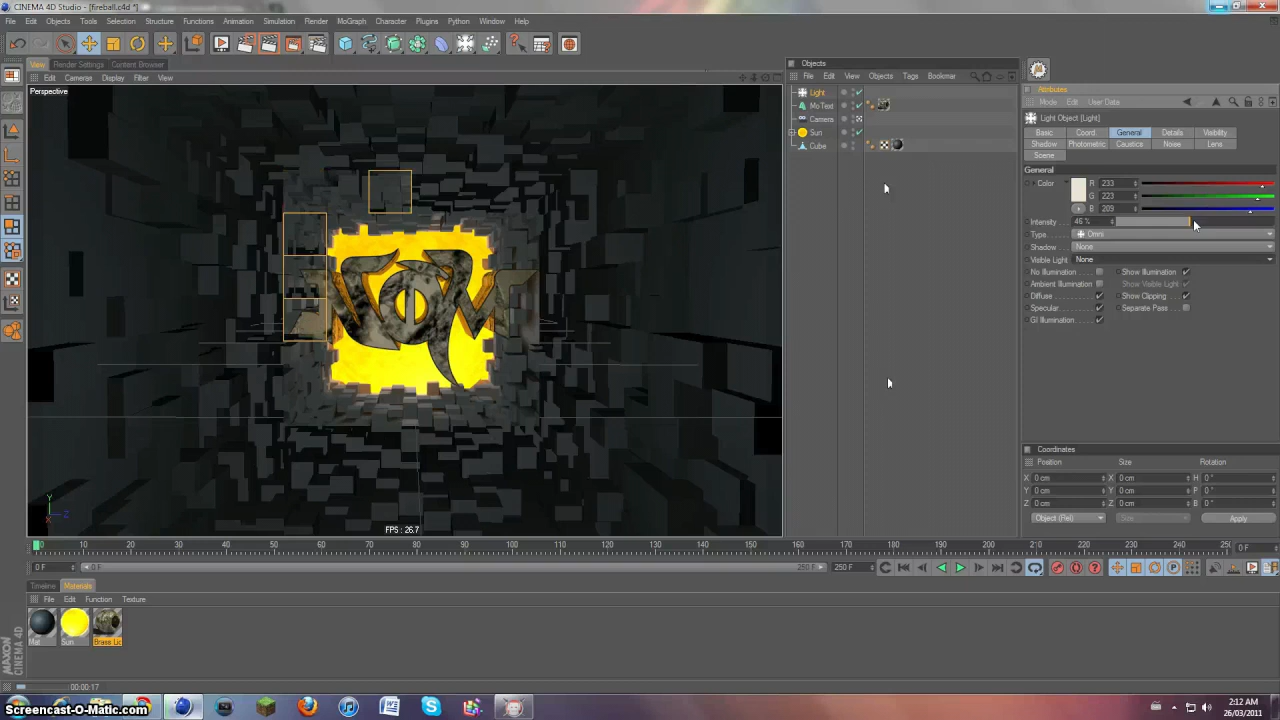 CINEMA 4D Studio - [fireball.c4d *]
File Edit Objects Tools Selection Structure Functions Animation Simulate Render MoGraph Character Plugins Python Window Help
View Render Settings Content Browser
Edit Cameras Display Filter View
Perspective
FPS : 26.7
Objects
File Edit View Objects Tags Bookmar
Light
MoText
Camera
Sun
Cube
Attributes
Mode Edit User Data
Light Object [Light]
Basic Coord. General Details Visibility
Shadow Photometric Caustics Noise Lens
Scene
General
Color R 233
G 223
B 209
Intensity 46 %
Type Omni
Shadow None
Visible Light None
No Illumination Show Illumination
Ambient Illumination Show Visible Light
Diffuse Show Clipping
Specular Separate Pass
GI Illumination
Coordinates
Position Size Rotation
X 0 cm X 0 cm H 0 °
Y 0 cm Y 0 cm P 0 °
Z 0 cm Z 0 cm B 0 °
Object (Rel) Size Apply
0 10 20 30 40 50 60 70 80 90 100 110 120 130 140 150 160 170 180 190 200 210 220 230 240 250 0 F
0 F 0 F 250 F 250 F
Timeline Materials
File Edit Function Texture
Mat Sun Brass Lic
MAXON CINEMA 4D
00:00:17
Screencast-O-Matic.com
2:12 AM
26/03/2011